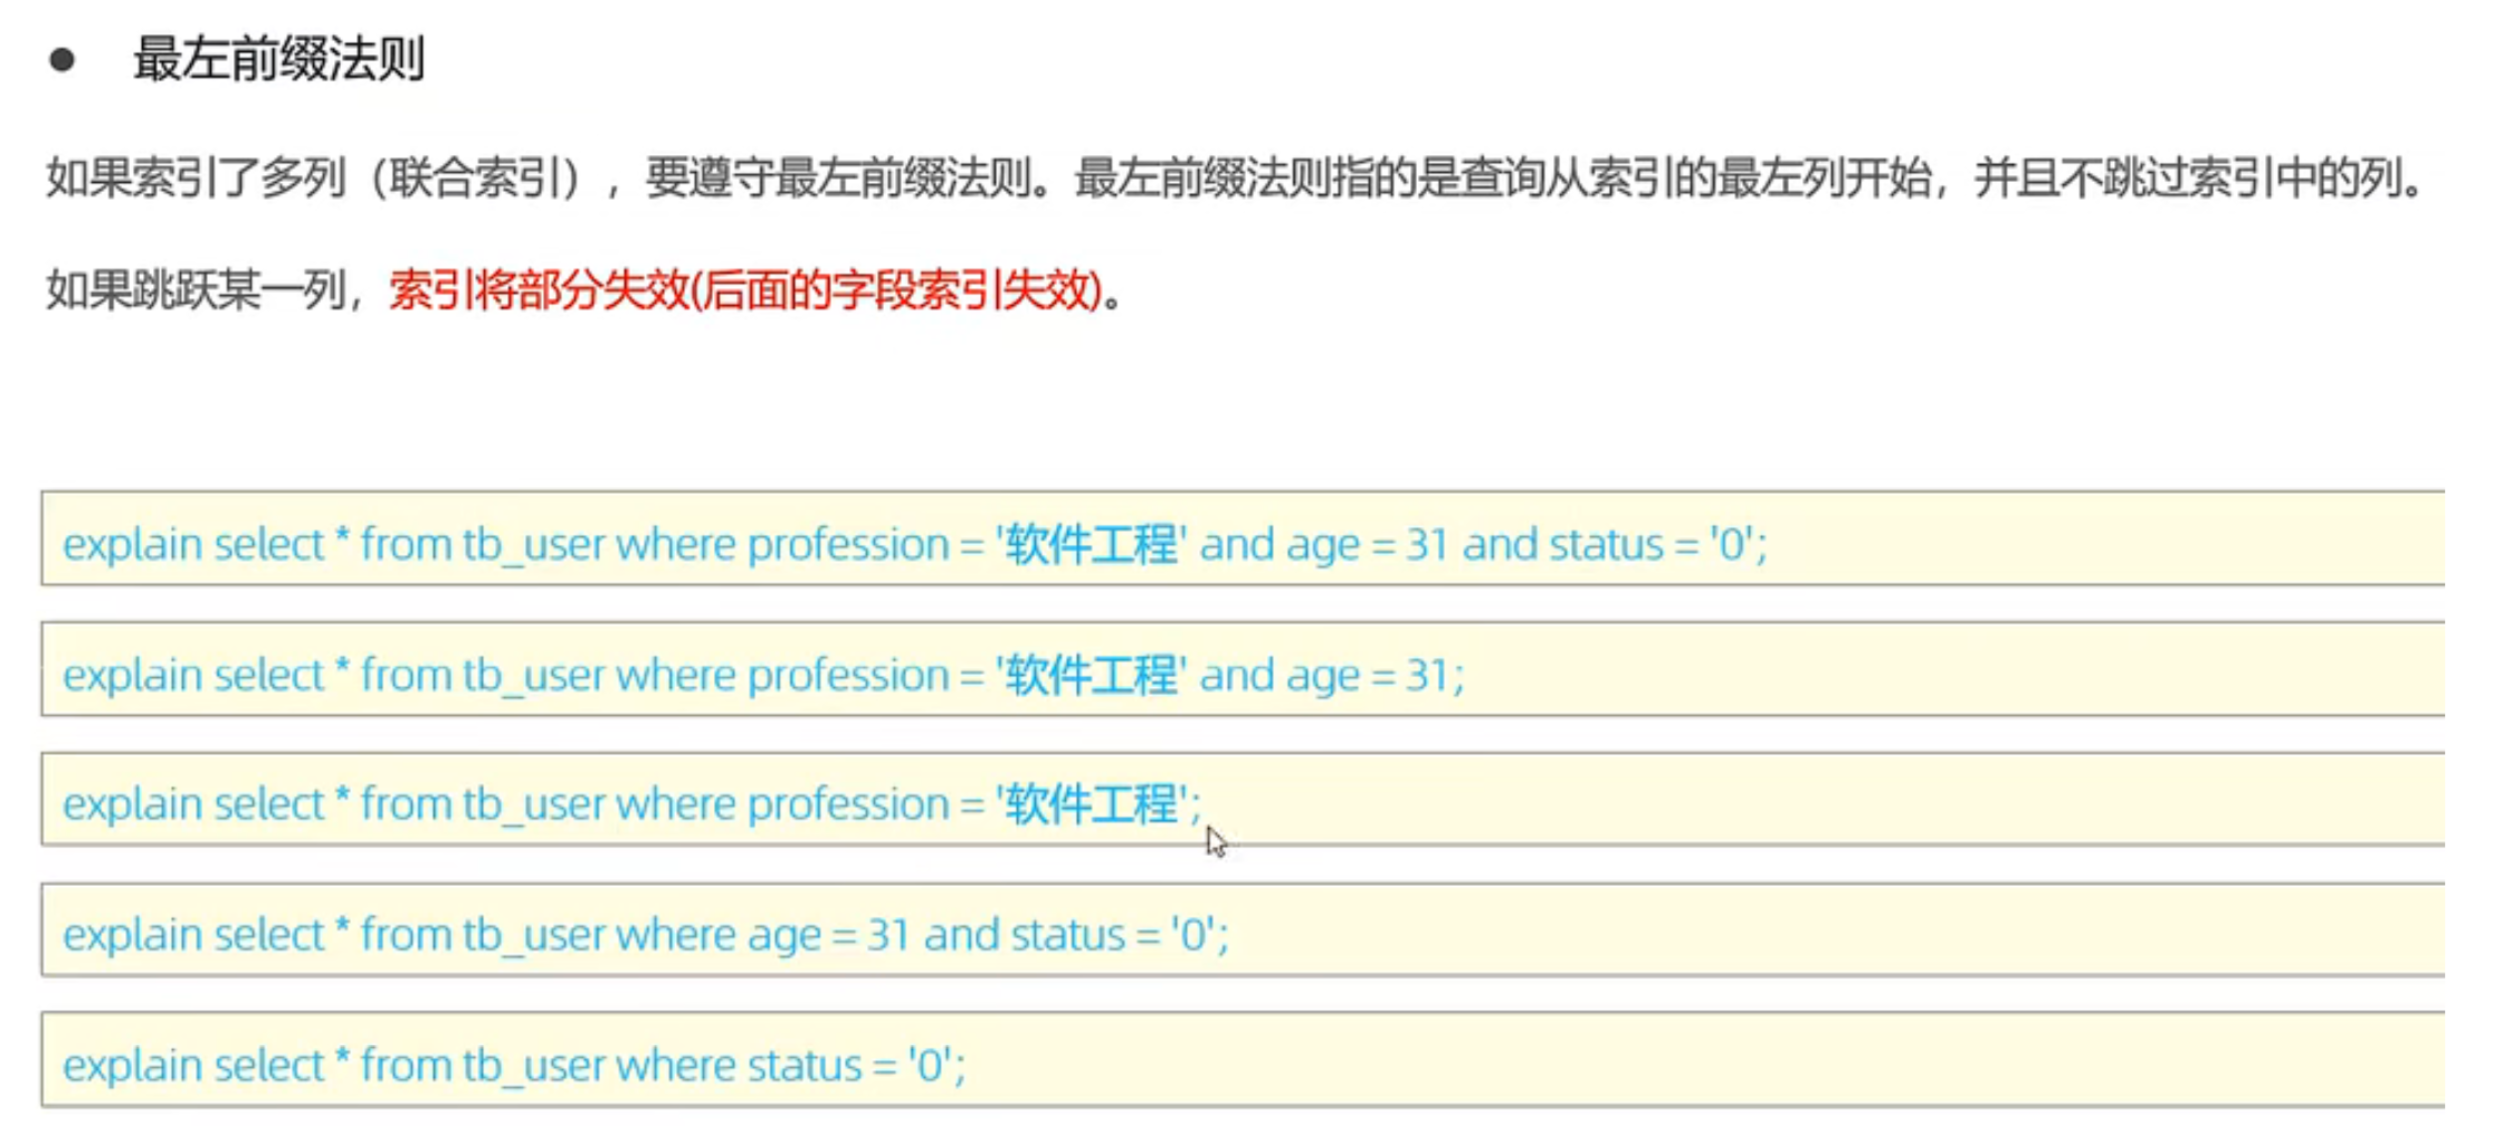 ● 最左前缀法则
如果索引了多列（联合索引），要遵守最左前缀法则。最左前缀法则指的是查询从索引的最左列开始，并且不跳过索引中的列。
如果跳跃某一列，索引将部分失效(后面的字段索引失效)。
explain select * from tb_user where profession = '软件工程' and age = 31 and status = '0';
explain select * from tb_user where profession = '软件工程' and age = 31;
explain select * from tb_user where profession = '软件工程';
explain select * from tb_user where age = 31 and status = '0';
explain select * from tb_user where status = '0';